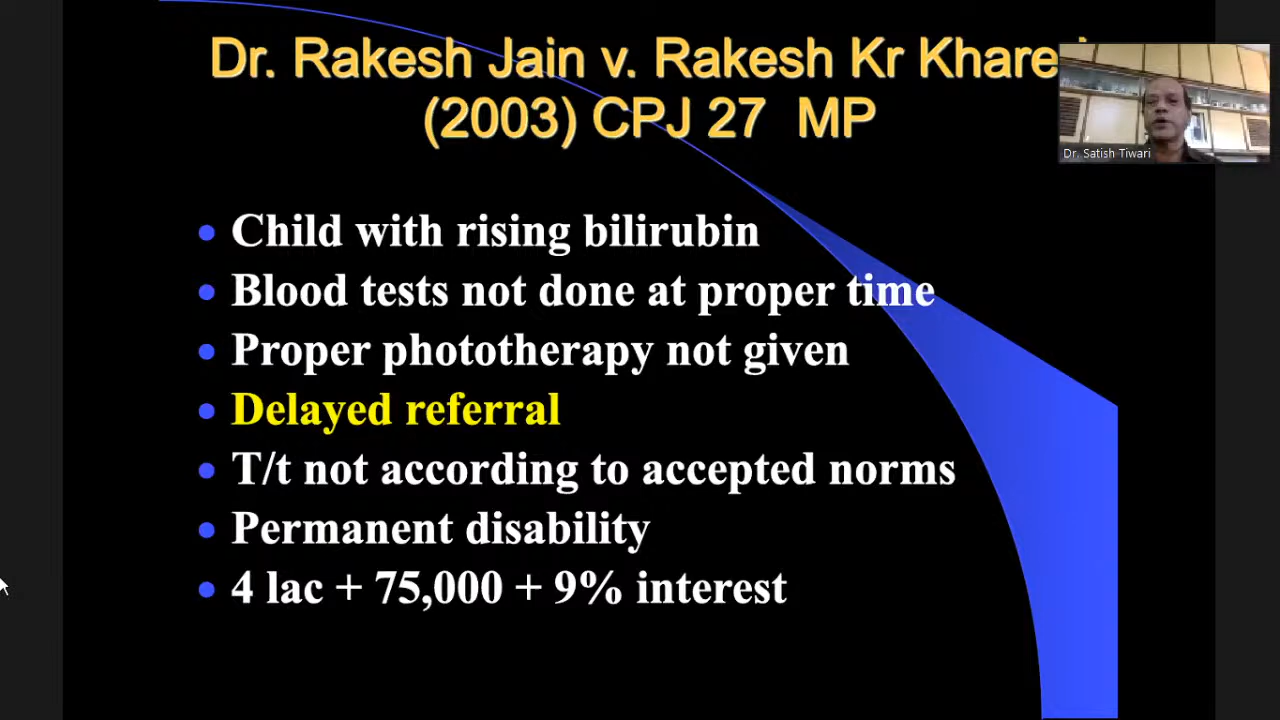 Dr. Rakesh Jain v. Rakesh Kr Khare
(2003) CPJ 27 MP
Dr. Satish Tiwari
• Child with rising bilirubin
• Blood tests not done at proper time
• Proper phototherapy not given
• Delayed referral
• T/t not according to accepted norms
• Permanent disability
• 4 lac + 75,000 + 9% interest